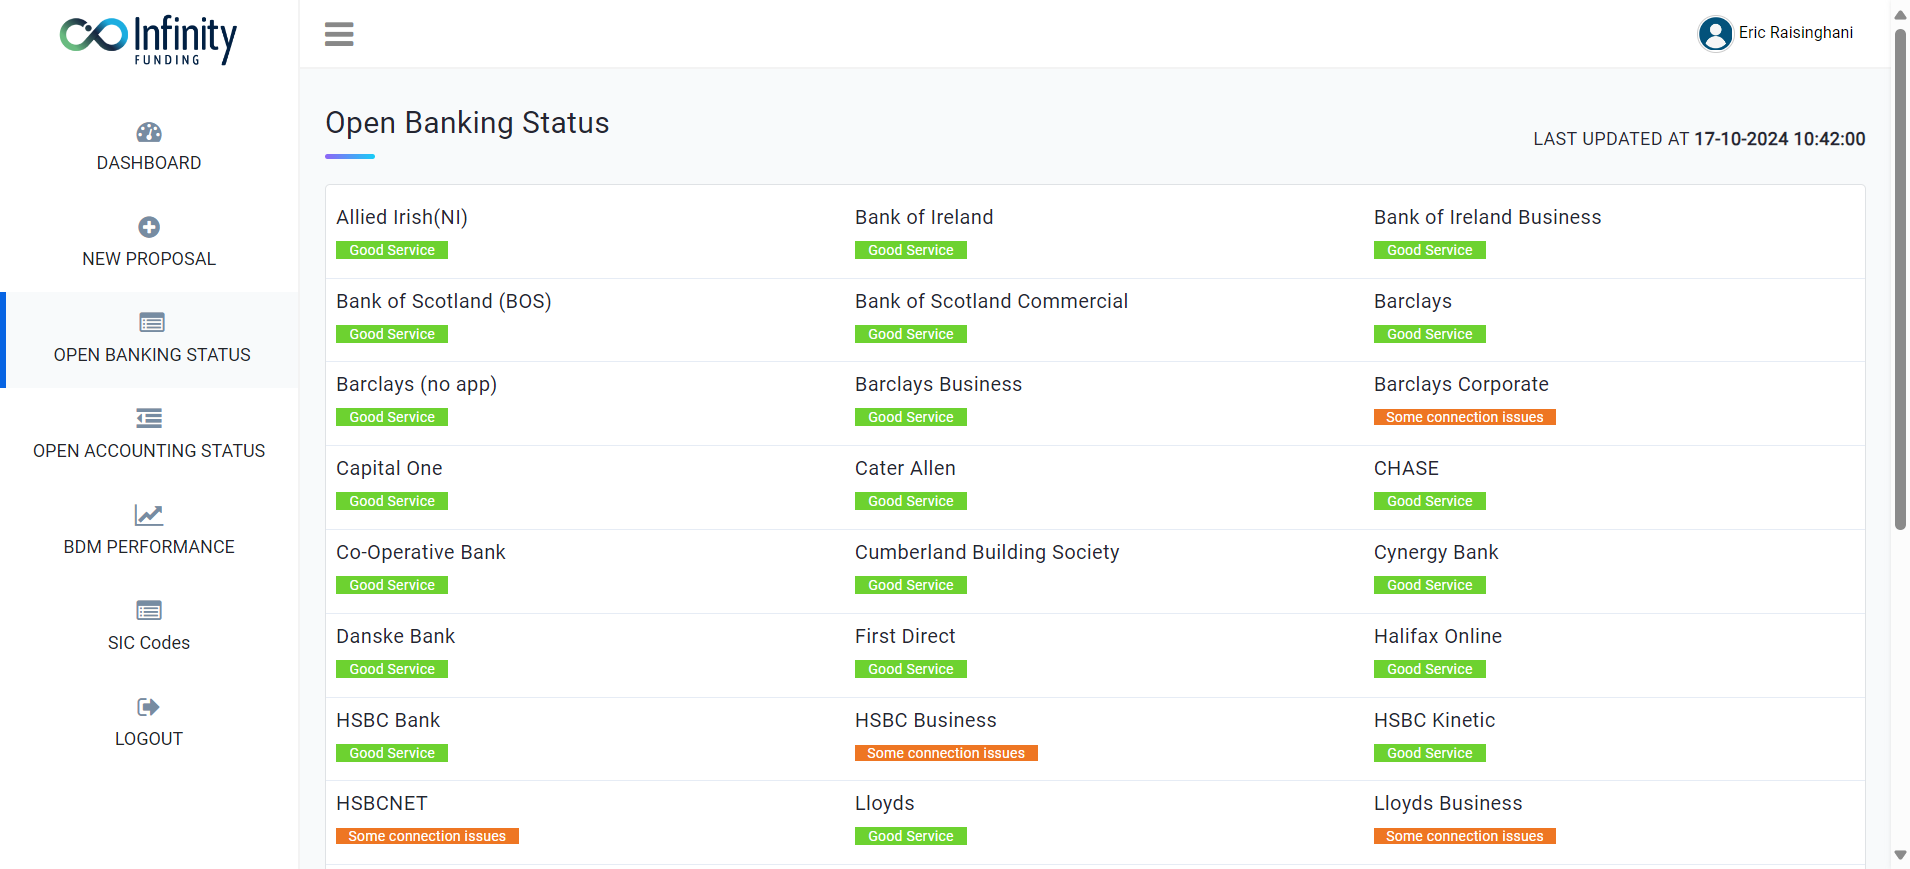 Infinity
FUNDING
Eric Raisinghani
DASHBOARD
NEW PROPOSAL
OPEN BANKING STATUS
OPEN ACCOUNTING STATUS
BDM PERFORMANCE
SIC Codes
LOGOUT
Open Banking Status
LAST UPDATED AT 17-10-2024 10:42:00
Allied Irish(NI)
Good Service
Bank of Ireland
Good Service
Bank of Ireland Business
Good Service
Bank of Scotland (BOS)
Good Service
Bank of Scotland Commercial
Good Service
Barclays
Good Service
Barclays (no app)
Good Service
Barclays Business
Good Service
Barclays Corporate
Some connection issues
Capital One
Good Service
Cater Allen
Good Service
CHASE
Good Service
Co-Operative Bank
Good Service
Cumberland Building Society
Good Service
Cynergy Bank
Good Service
Danske Bank
Good Service
First Direct
Good Service
Halifax Online
Good Service
HSBC Bank
Good Service
HSBC Business
Some connection issues
HSBC Kinetic
Good Service
HSBCNET
Some connection issues
Lloyds
Good Service
Lloyds Business
Some connection issues